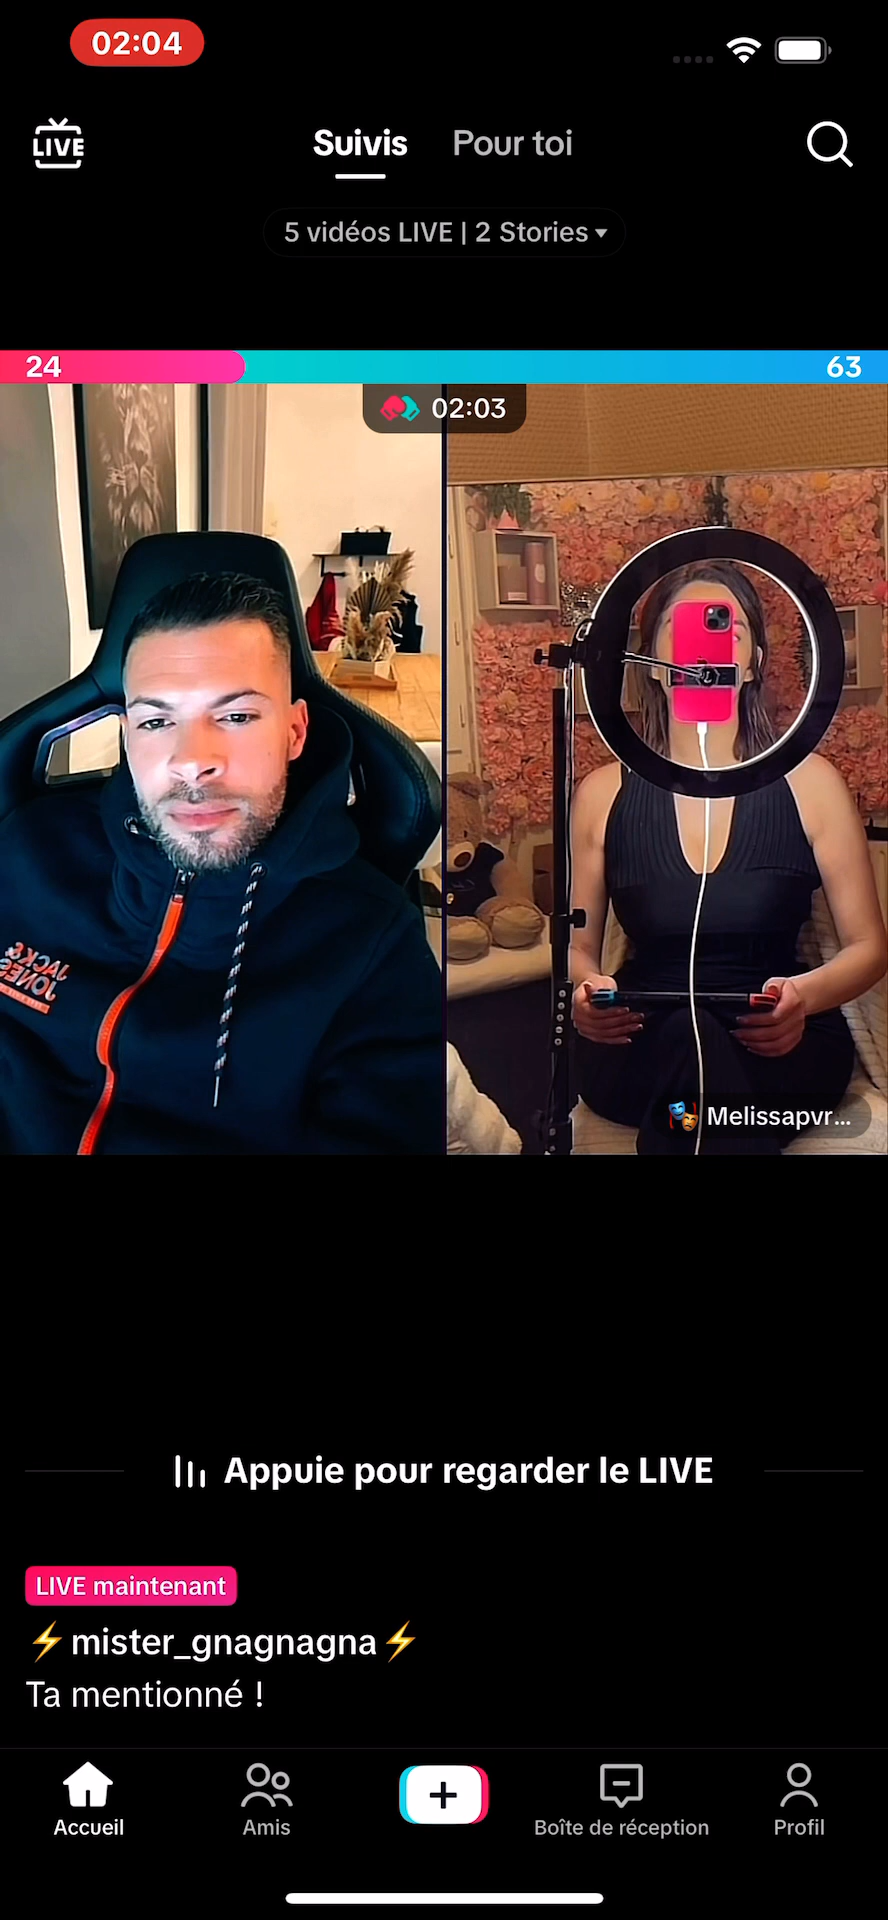 02:04
LIVE
Suivis
Pour toi
5 vidéos LIVE | 2 Stories
24
63
02:03
JACK&
JONES
Melissapvr...
Appuie pour regarder le LIVE
LIVE maintenant
⚡mister_gnagnagna⚡
Ta mentionné !
Accueil
Amis
Boîte de réception
Profil